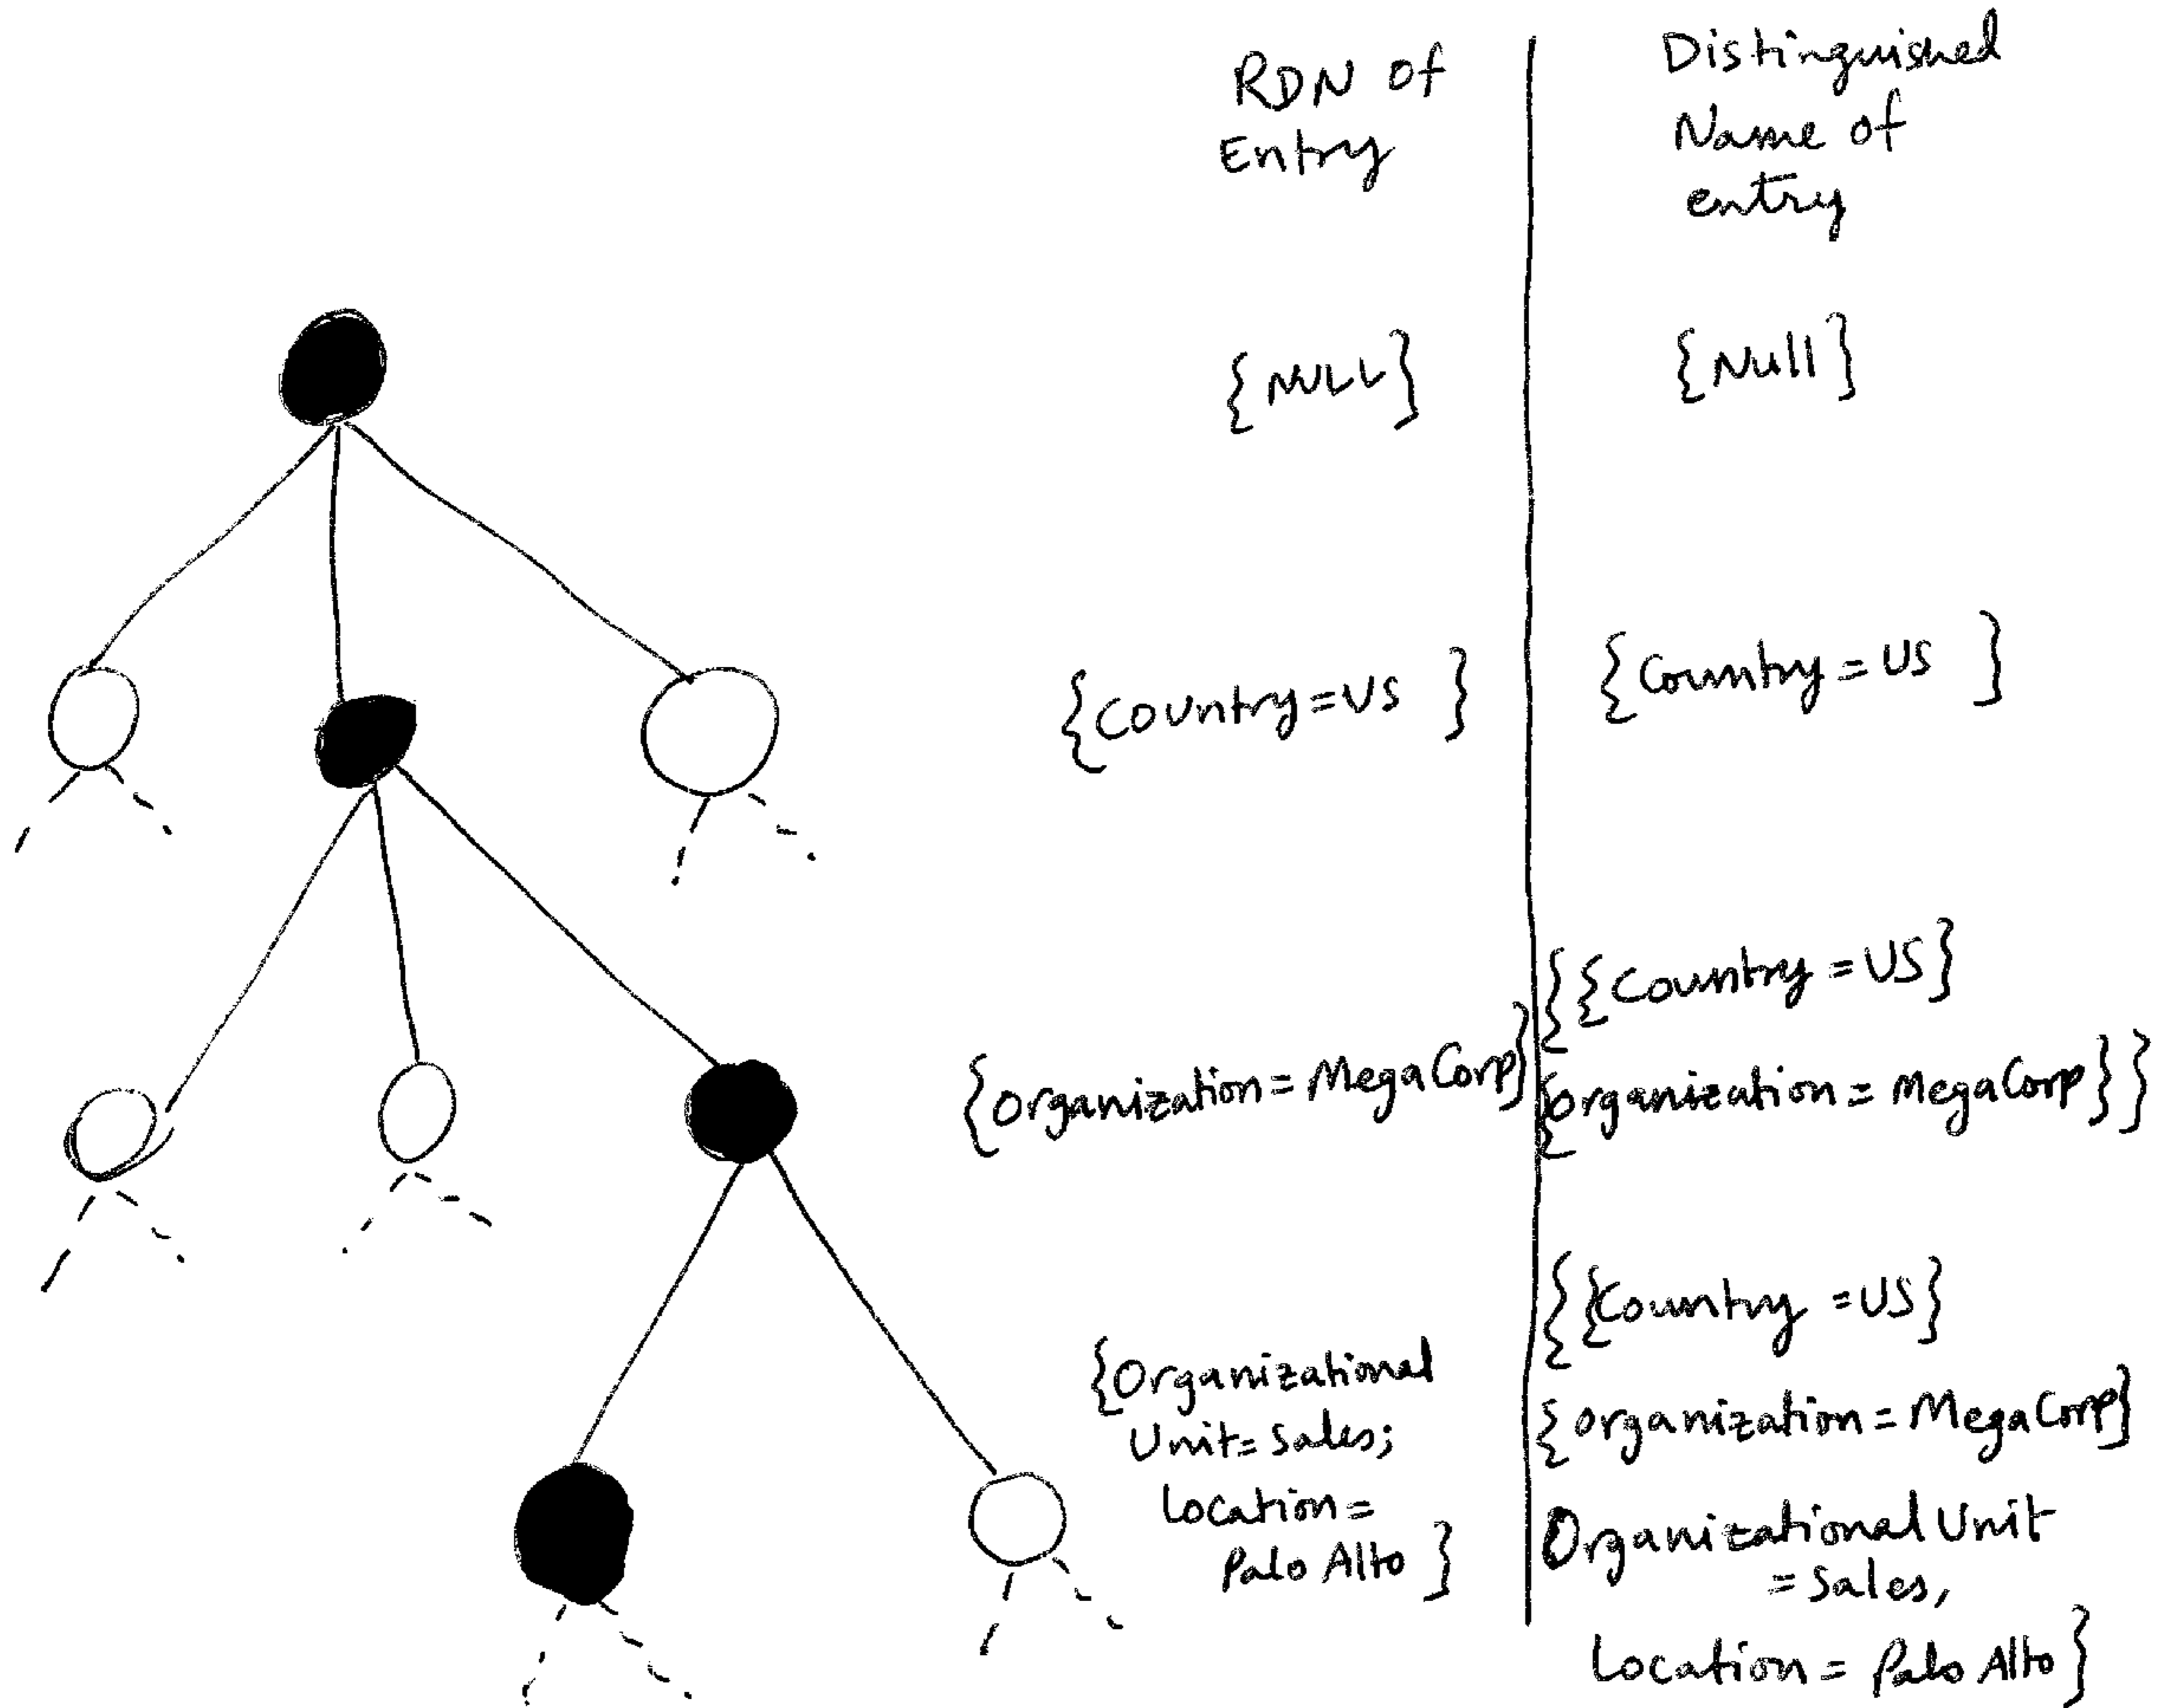 RDN of
Entry
Distinguished
Name of
entry
{NULL}
{Null}
{Country=US }
{Country=US }
{Organization=MegaCorp}
{{Country=US}
{Organization=MegaCorp}}
{Organizational
Unit=Sales;
Location=
Palo Alto }
{{Country =US}
{Organization=MegaCorp}
Organizational Unit
=Sales,
Location= Palo Alto}